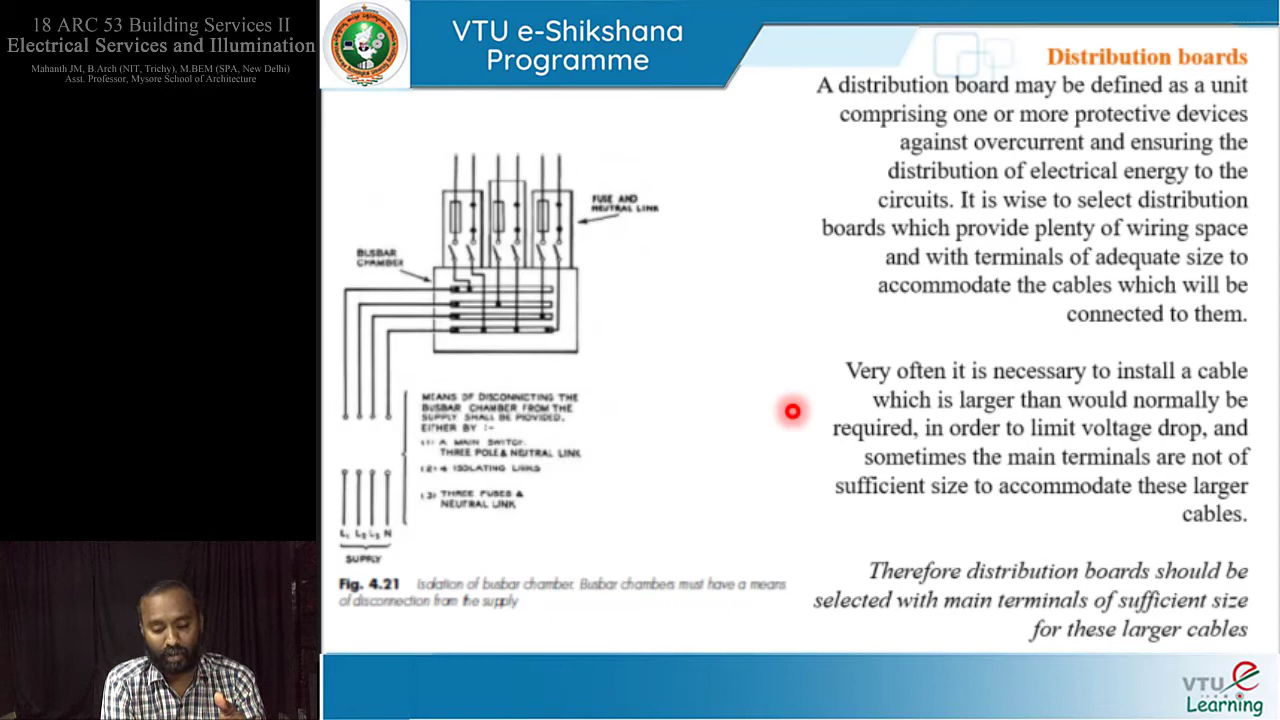 18 ARC 53 Building Services II
Electrical Services and Illumination
Mahanth JM, B.Arch (NIT, Trichy), M.BEM (SPA, New Delhi)
Asst. Professor, Mysore School of Architecture
VTU e-Shikshana
Programme
Distribution boards
A distribution board may be defined as a unit
comprising one or more protective devices
against overcurrent and ensuring the
distribution of electrical energy to the
circuits. It is wise to select distribution
boards which provide plenty of wiring space
and with terminals of adequate size to
accommodate the cables which will be
connected to them.
Very often it is necessary to install a cable
which is larger than would normally be
required, in order to limit voltage drop, and
sometimes the main terminals are not of
sufficient size to accommodate these larger
cables.
Therefore distribution boards should be
selected with main terminals of sufficient size
for these larger cables
FUSE AND
NEUTRAL LINK
BUSBAR
CHAMBER
MEANS OF DISCONNECTING THE
BUSBAR CHAMBER FROM THE
SUPPLY SHALL BE PROVIDED.
EITHER BY :-
(1) A MAIN SWITCH.
THREE POLE & NEUTRAL LINK
(2) 4 ISOLATING LINKS
(3) THREE FUSES &
NEUTRAL LINK
L1 L2 L3 N
SUPPLY
Fig. 4.21 Isolation of busbar chamber. Busbar chambers must have a means
of disconnection from the supply
VTU e
Learning